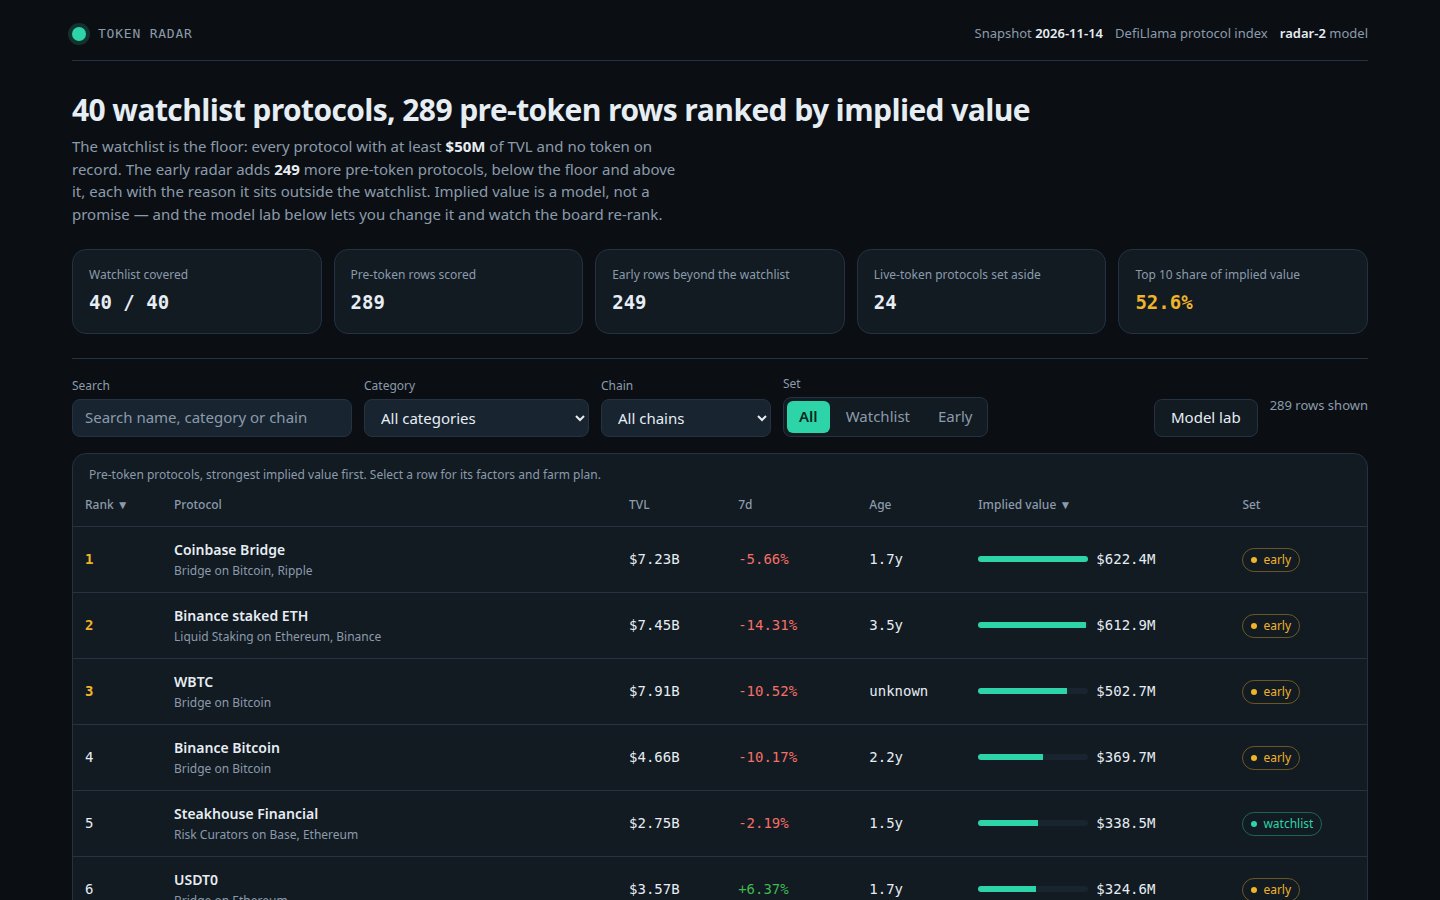 TOKEN RADAR
Snapshot 2026-11-14 DefiLlama protocol index radar-2 model
40 watchlist protocols, 289 pre-token rows ranked by implied value
The watchlist is the floor: every protocol with at least $50M of TVL and no token on
record. The early radar adds 249 more pre-token protocols, below the floor and above
it, each with the reason it sits outside the watchlist. Implied value is a model, not a
promise — and the model lab below lets you change it and watch the board re-rank.
Watchlist covered
40 / 40
Pre-token rows scored
289
Early rows beyond the watchlist
249
Live-token protocols set aside
24
Top 10 share of implied value
52.6%
Search
Search name, category or chain
Category
All categories
Chain
All chains
Set
All Watchlist Early
Model lab
289 rows shown
Pre-token protocols, strongest implied value first. Select a row for its factors and farm plan.
Rank ▼ Protocol TVL 7d Age Implied value ▼ Set
1 Coinbase Bridge $7.23B -5.66% 1.7y $622.4M early
Bridge on Bitcoin, Ripple
2 Binance staked ETH $7.45B -14.31% 3.5y $612.9M early
Liquid Staking on Ethereum, Binance
3 WBTC $7.91B -10.52% unknown $502.7M early
Bridge on Bitcoin
4 Binance Bitcoin $4.66B -10.17% 2.2y $369.7M early
Bridge on Bitcoin
5 Steakhouse Financial $2.75B -2.19% 1.5y $338.5M watchlist
Risk Curators on Base, Ethereum
6 USDT0 $3.57B +6.37% 1.7y $324.6M early
Bridge on Ethereum